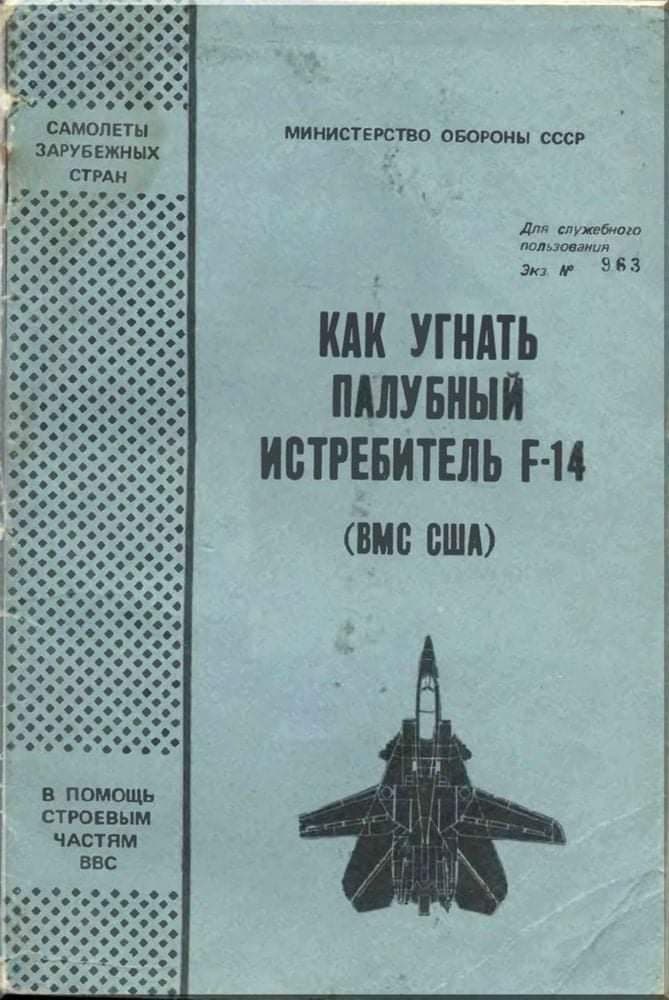 САМОЛЕТЫ
ЗАРУБЕЖНЫХ
СТРАН
МИНИСТЕРСТВО ОБОРОНЫ СССР
Для служебного
пользования
Экз. № 963
КАК УГНАТЬ
ПАЛУБНЫЙ
ИСТРЕБИТЕЛЬ F-14
(ВМС США)
В ПОМОЩЬ
СТРОЕВЫМ
ЧАСТЯМ
ВВС